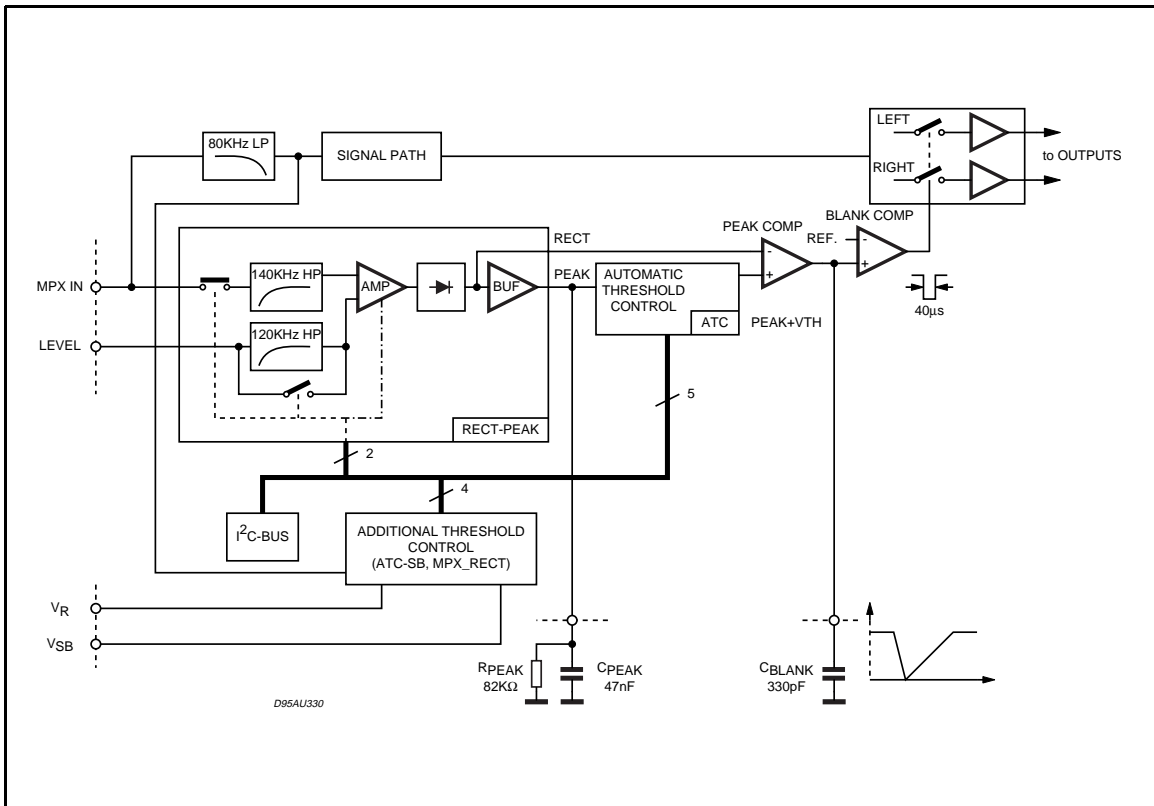 80KHz LP
SIGNAL PATH
LEFT
RIGHT
to OUTPUTS
PEAK COMP
BLANK COMP
REF.
-
+
-
+
40µs
RECT
PEAK
MPX IN
140KHz HP
AMP
BUF
AUTOMATIC
THRESHOLD
CONTROL
ATC
PEAK+VTH
LEVEL
120KHz HP
RECT-PEAK
5
2
4
I²C-BUS
ADDITIONAL THRESHOLD
CONTROL
(ATC-SB, MPX_RECT)
VR
VSB
RPEAK
82KΩ
CPEAK
47nF
CBLANK
330pF
D95AU330